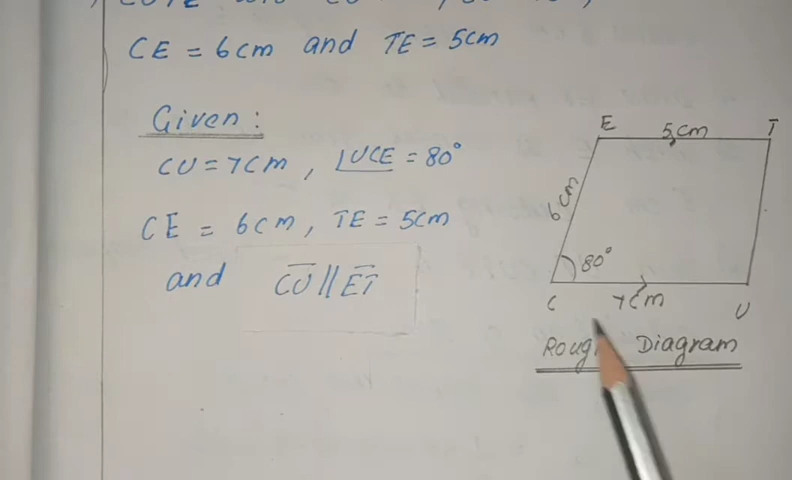 CE = 6cm and TE = 5cm
Given:
CU = 7cm, ∠UCE = 80°
CE = 6cm, TE = 5cm
and CU || ET
E 5cm T
6cm
80°
C 7cm U
Rough Diagram